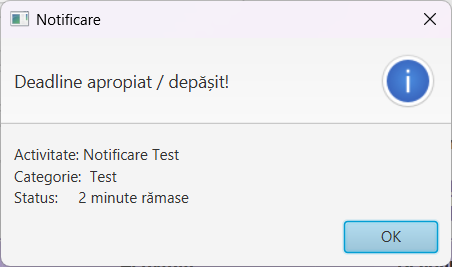 Notificare
Deadline apropiat / depășit!
i
Activitate: Notificare Test
Categorie: Test
Status: 2 minute rămase
OK